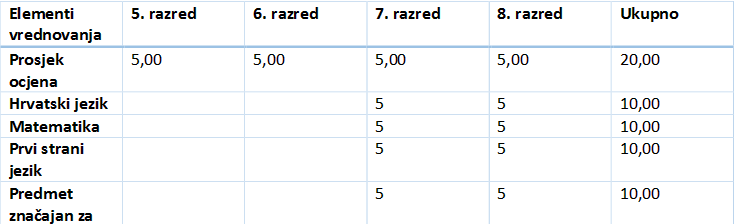 Elementi vrednovanja 5. razred 6. razred 7. razred 8. razred Ukupno
Prosjek ocjena 5,00 5,00 5,00 5,00 20,00
Hrvatski jezik 5 5 10,00
Matematika 5 5 10,00
Prvi strani jezik 5 5 10,00
Predmet značajan za 5 5 10,00